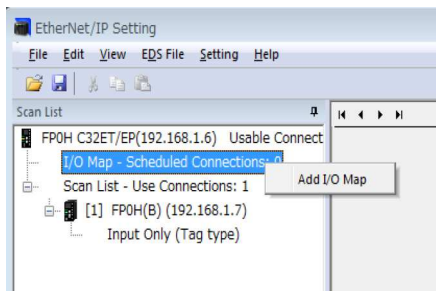 EtherNet/IP Setting
File Edit View EDS File Setting Help
Scan List
FP0H C32ET/EP(192.168.1.6) Usable Connect
I/O Map - Scheduled Connections: 0
Add I/O Map
Scan List - Use Connections: 1
[1] FP0H(B) (192.168.1.7)
Input Only (Tag type)